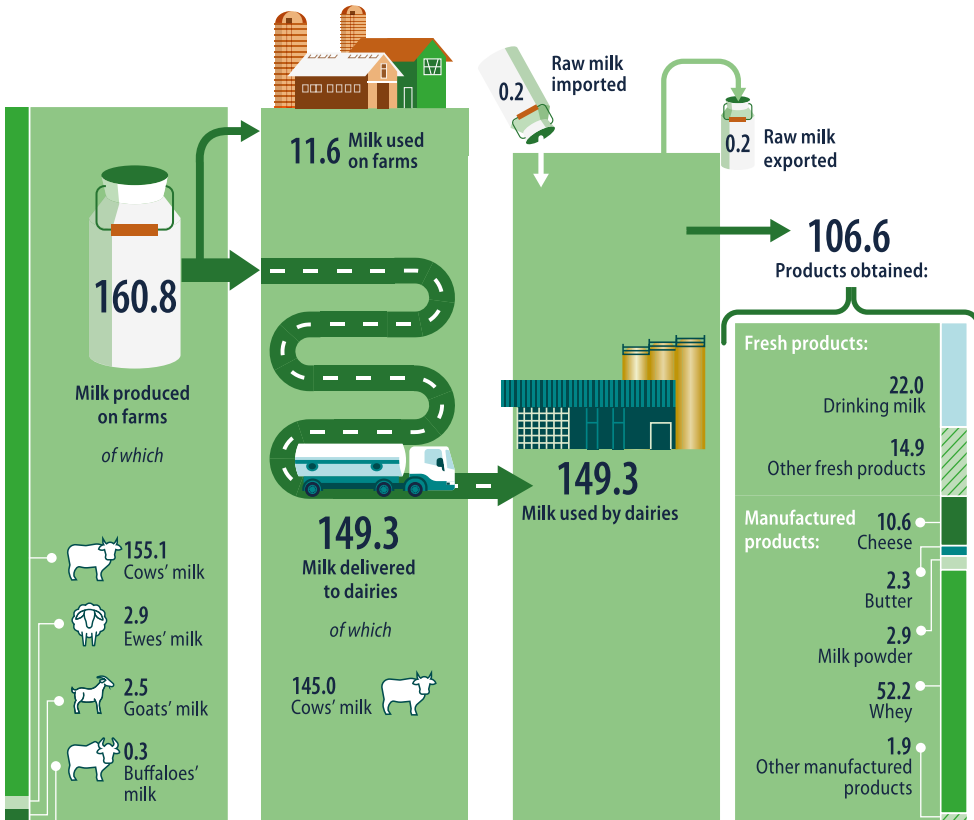 160.8
Milk produced
on farms
of which
155.1
Cows' milk
2.9
Ewes' milk
2.5
Goats' milk
0.3
Buffaloes'
milk
11.6 Milk used
on farms
149.3
Milk delivered
to dairies
of which
145.0
Cows' milk
0.2
Raw milk
imported
0.2
Raw milk
exported
149.3
Milk used by dairies
106.6
Products obtained:
Fresh products:
22.0
Drinking milk
14.9
Other fresh products
Manufactured
products:
10.6
Cheese
2.3
Butter
2.9
Milk powder
52.2
Whey
1.9
Other manufactured
products